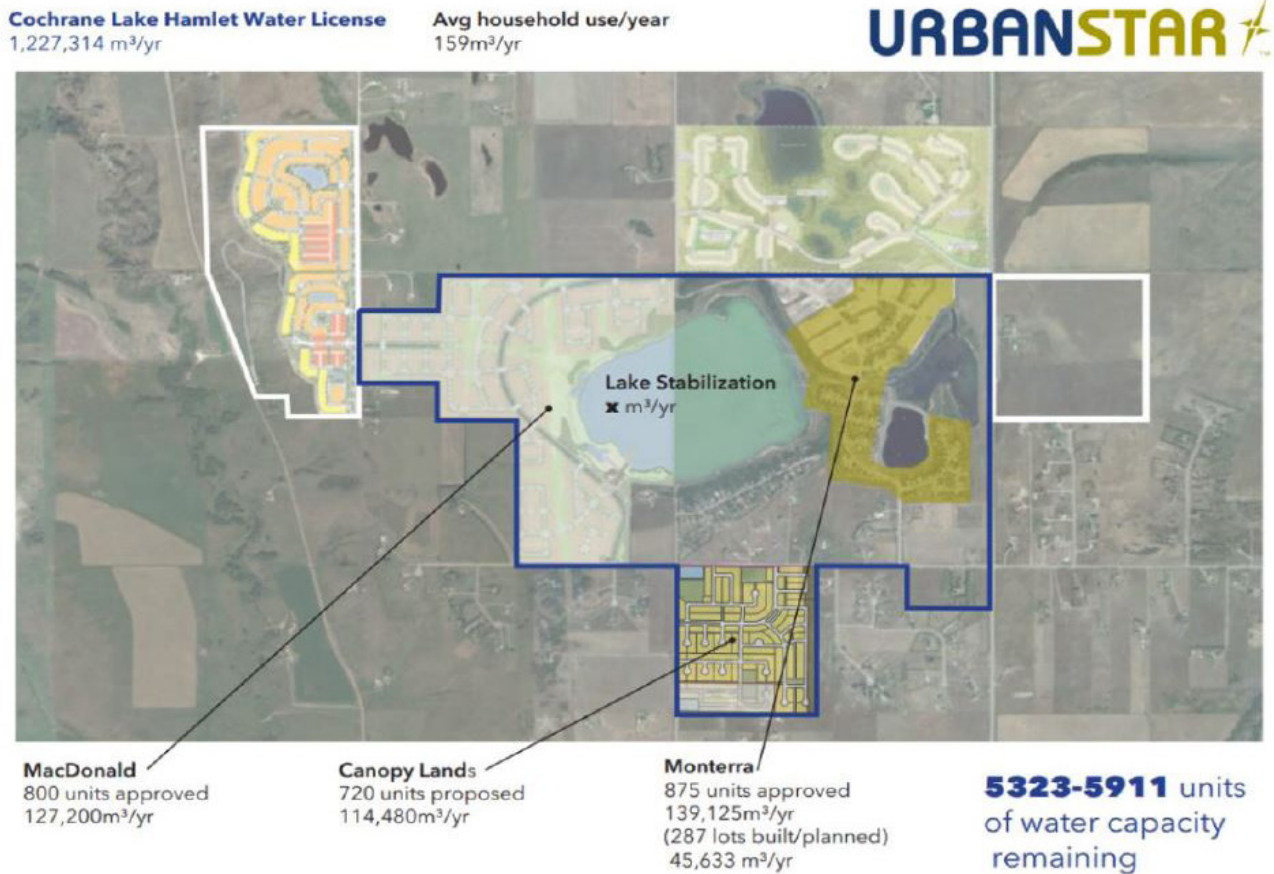 Cochrane Lake Hamlet Water License
1,227,314 m³/yr
Avg household use/year
159m³/yr
URBANSTAR
Lake Stabilization
x m³/yr
MacDonald
800 units approved
127,200m³/yr
Canopy Lands
720 units proposed
114,480m³/yr
Monterra
875 units approved
139,125m³/yr
(287 lots built/planned)
45,633 m³/yr
5323-5911 units
of water capacity
remaining